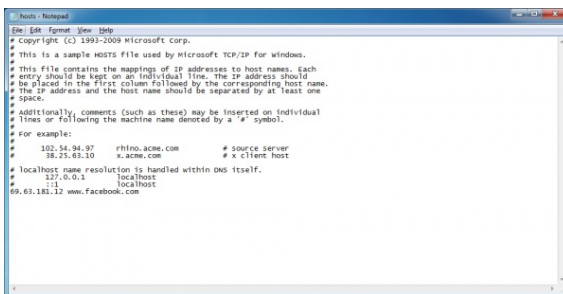 hosts - Notepad
File Edit Format View Help
# Copyright (c) 1993-2009 Microsoft Corp.
#
# This is a sample HOSTS file used by Microsoft TCP/IP for Windows.
#
# This file contains the mappings of IP addresses to host names. Each
# entry should be kept on an individual line. The IP address should
# be placed in the first column followed by the corresponding host name.
# The IP address and the host name should be separated by at least one
# space.
#
# Additionally, comments (such as these) may be inserted on individual
# lines or following the machine name denoted by a '#' symbol.
#
# For example:
#
# 102.54.94.97 rhino.acme.com # source server
# 38.25.63.10 x.acme.com # x client host

# localhost name resolution is handled within DNS itself.
# 127.0.0.1 localhost
# ::1 localhost
69.63.181.12 www.facebook.com